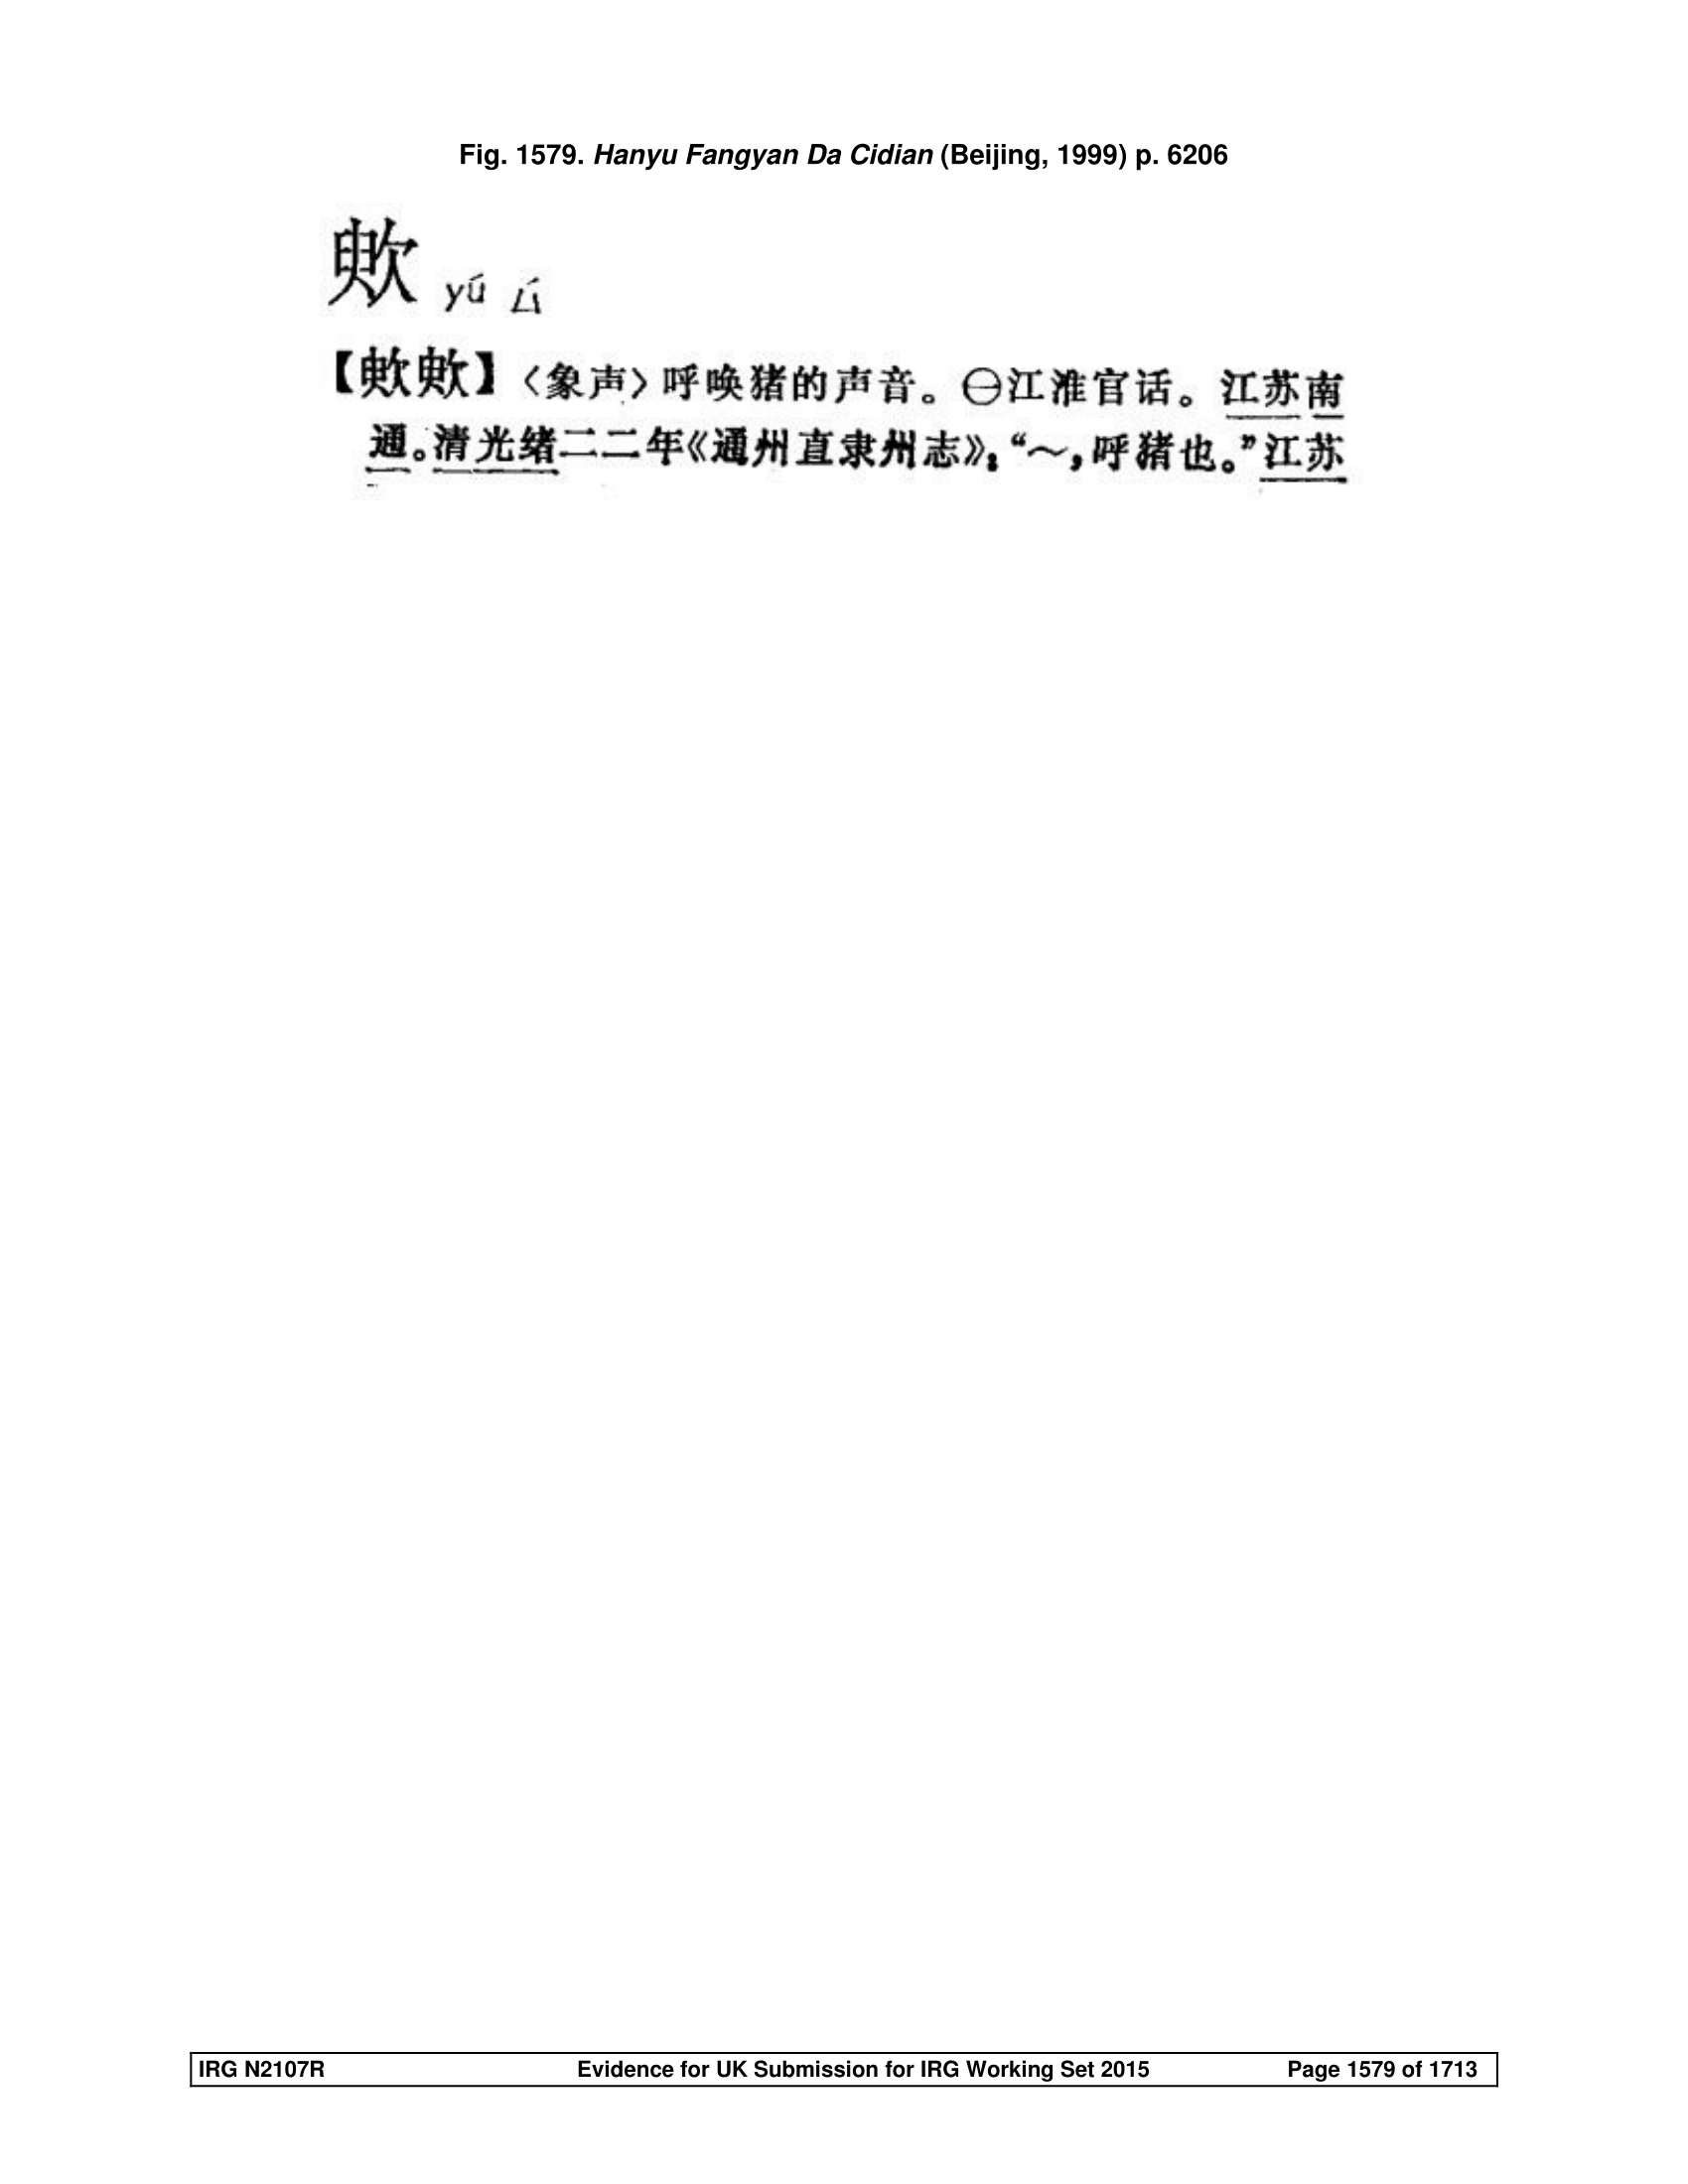 Fig. 1579. Hanyu Fangyan Da Cidian (Beijing, 1999) p. 6206
yú ㄩˊ
【】〈象声〉呼唤猪的声音。㊀江淮官话。江苏南
通。清光绪二二年《通州直隶州志》：“～，呼猪也。”江苏
IRG N2107R Evidence for UK Submission for IRG Working Set 2015 Page 1579 of 1713